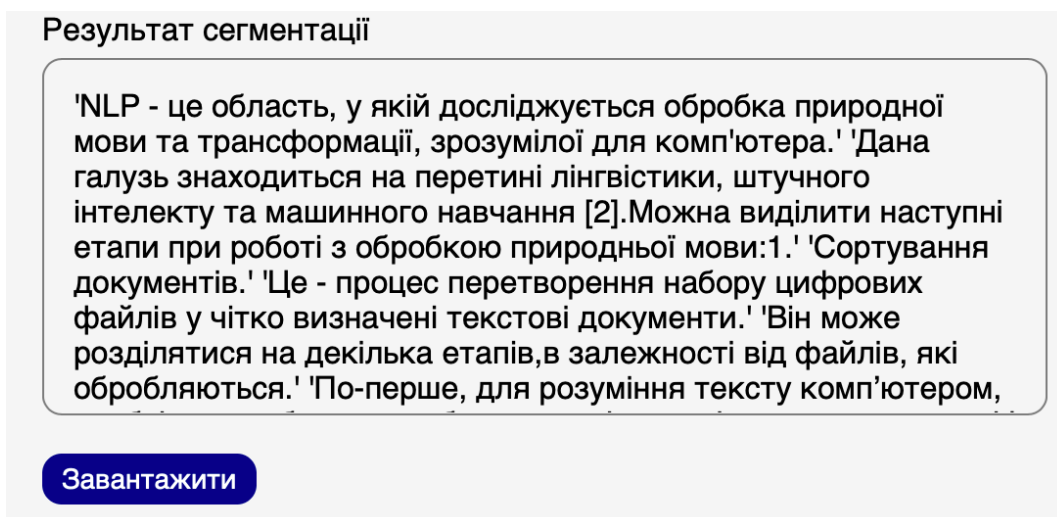 Результат сегментації
'NLP - це область, у якій досліджується обробка природної
мови та трансформації, зрозумілої для комп'ютера.' 'Дана
галузь знаходиться на перетині лінгвістики, штучного
інтелекту та машинного навчання [2].Можна виділити наступні
етапи при роботі з обробкою природньої мови:1.' 'Сортування
документів.' 'Це - процес перетворення набору цифрових
файлів у чітко визначені текстові документи.' 'Він може
розділятися на декілька етапів,в залежності від файлів, які
обробляються.' 'По-перше, для розуміння тексту комп’ютером,
Завантажити